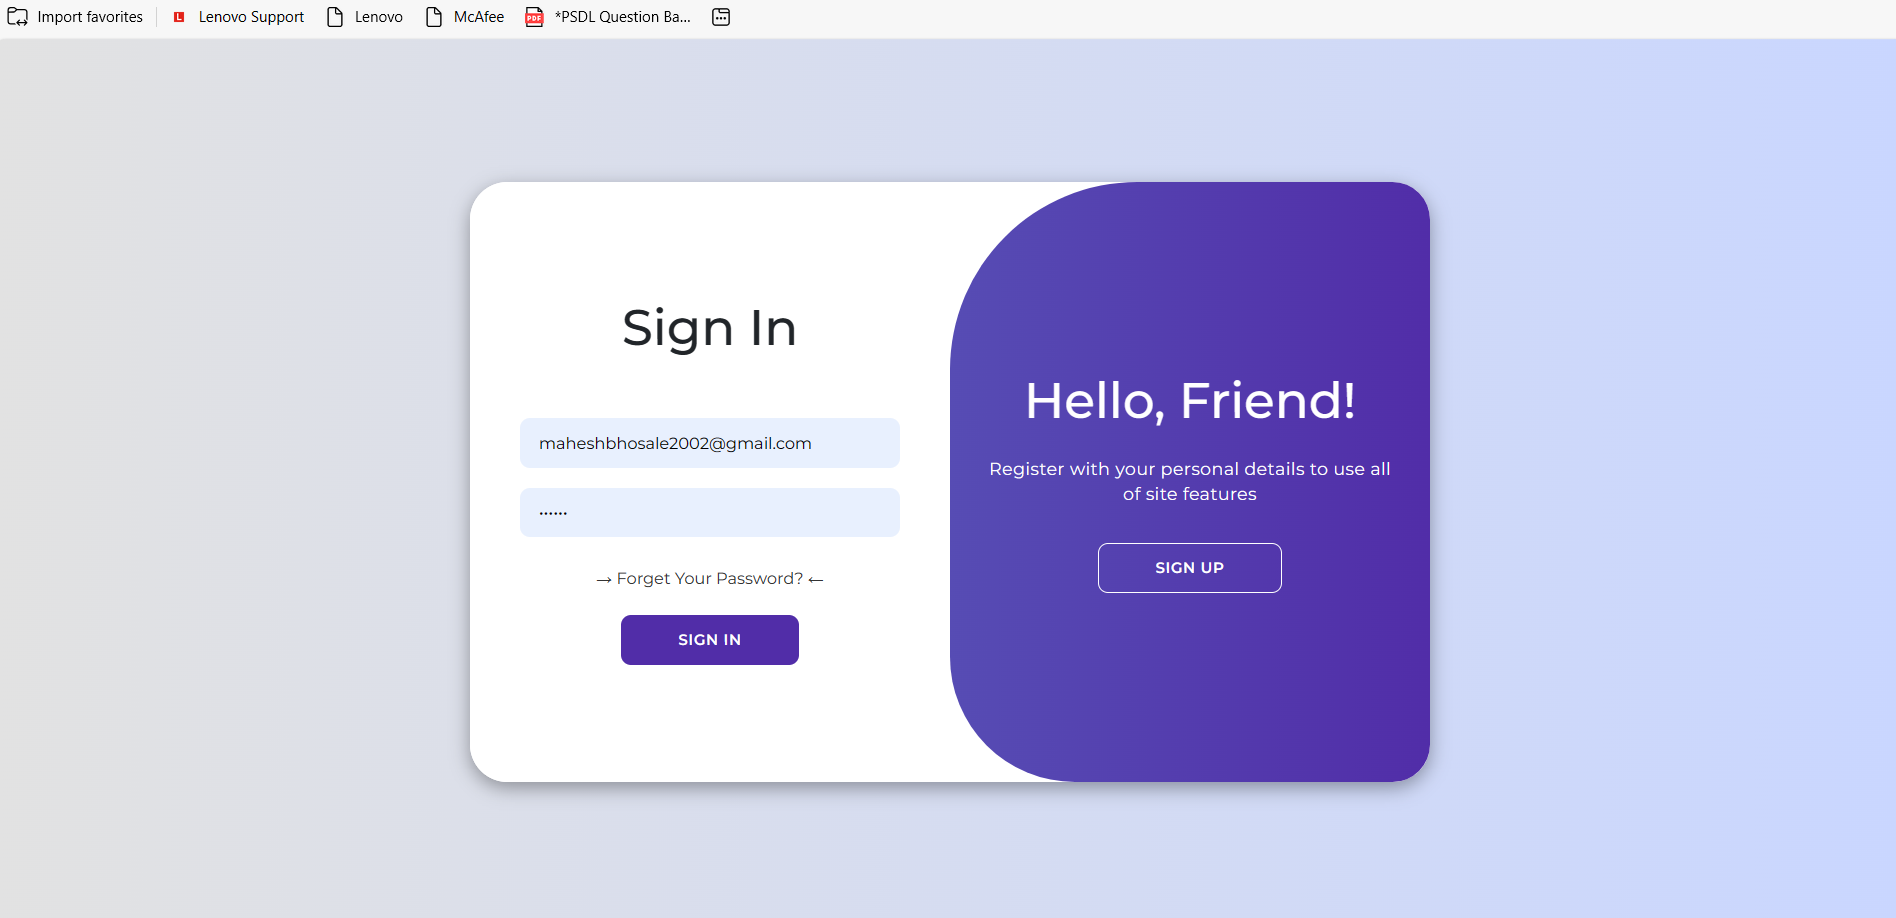 Import favorites
L
Lenovo Support
Lenovo
McAfee
PDF
*PSDL Question Ba...
Sign In
maheshbhosale2002@gmail.com
······
→ Forget Your Password? ←
SIGN IN
Hello, Friend!
Register with your personal details to use all
of site features
SIGN UP